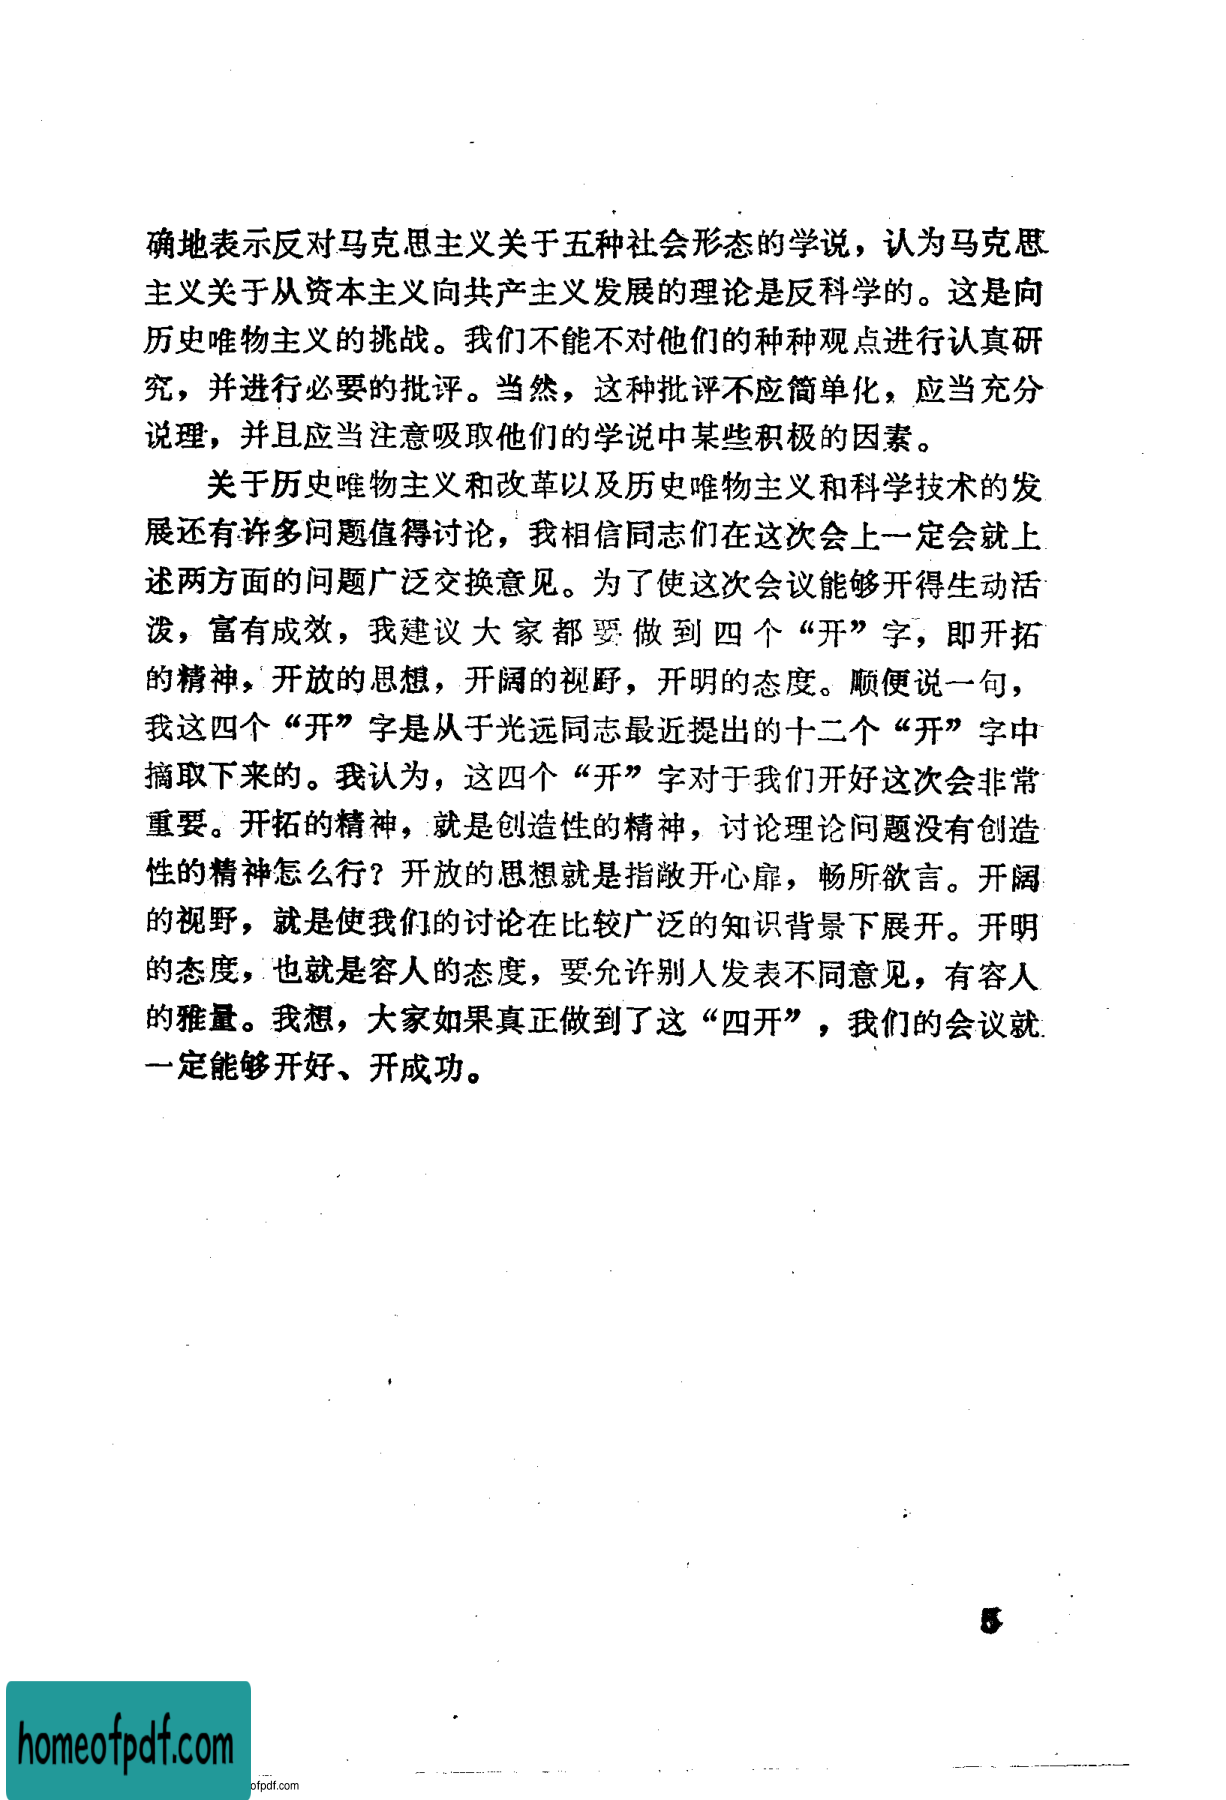 确地表示反对马克思主义关于五种社会形态的学说，认为马克思
主义关于从资本主义向共产主义发展的理论是反科学的。这是向
历史唯物主义的挑战。我们不能不对他们的种种观点进行认真研
究，并进行必要的批评。当然，这种批评不应简单化，应当充分
说理，并且应当注意吸取他们的学说中某些积极的因素。
关于历史唯物主义和改革以及历史唯物主义和科学技术的发
展还有许多问题值得讨论，我相信同志们在这次会上一定会就上
述两方面的问题广泛交换意见。为了使这次会议能够开得生动活
泼，富有成效，我建议大家都要做到四个“开”字，即开拓
的精神，开放的思想，开阔的视野，开明的态度。顺便说一句，
我这四个“开”字是从于光远同志最近提出的十二个“开”字中
摘取下来的。我认为，这四个“开”字对于我们开好这次会非常
重要。开拓的精神，就是创造性的精神，讨论理论问题没有创造
性的精神怎么行？开放的思想就是指敞开心扉，畅所欲言。开阔
的视野，就是使我们的讨论在比较广泛的知识背景下展开。开明
的态度，也就是容人的态度，要允许别人发表不同意见，有容人
的雅量。我想，大家如果真正做到了这“四开”，我们的会议就
一定能够开好、开成功。
5
homeofpdf.com
ofpdf.com